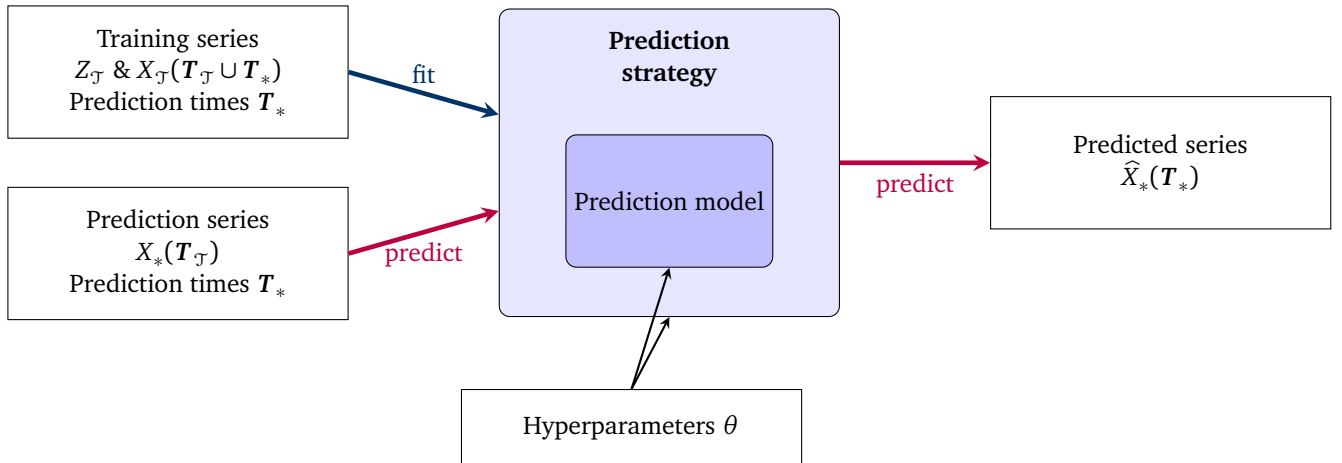 Training series
Z_𝒯 & X_𝒯(T_𝒯 ∪ T_*)
Prediction times T_*
fit
Prediction series
X_*(T_𝒯)
Prediction times T_*
predict
Prediction
strategy
Prediction model
predict
Predicted series
X̂_*(T_*)
Hyperparameters θ